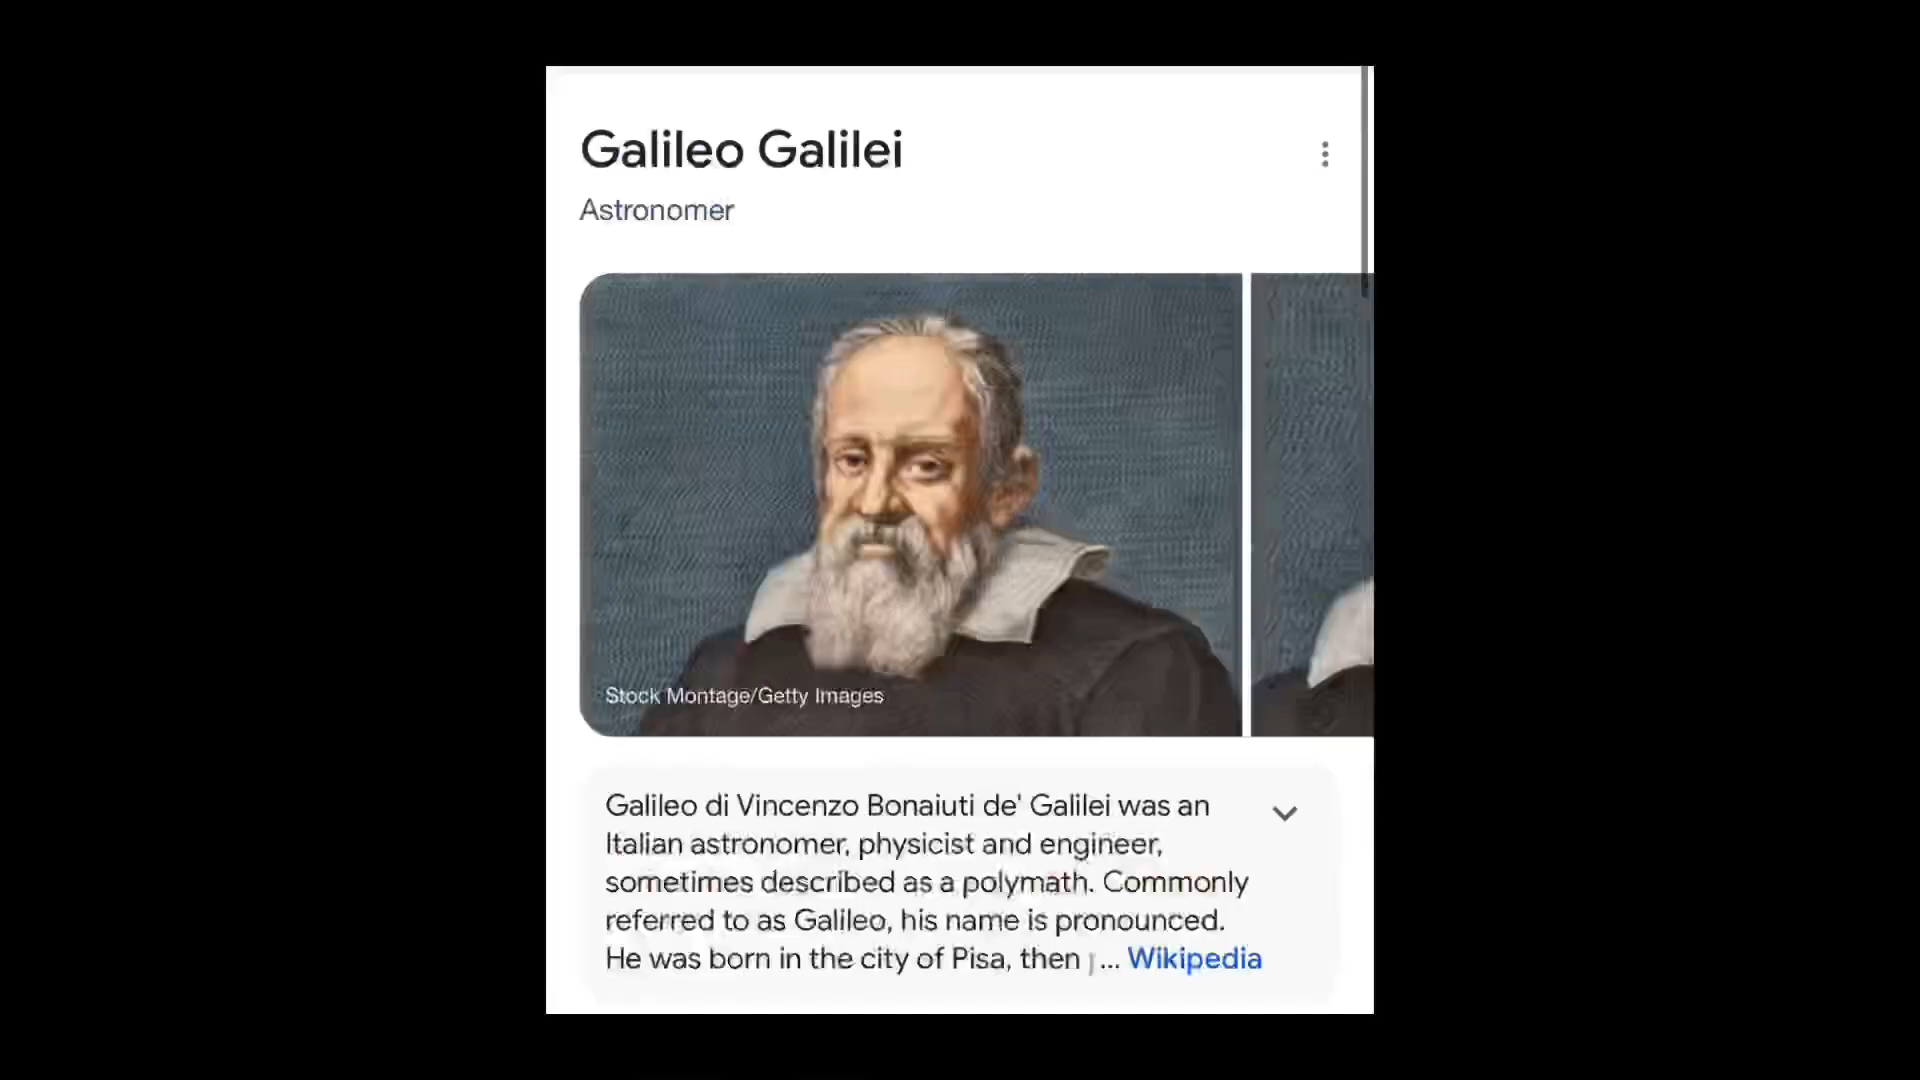 Galileo Galilei
Astronomer
Stock Montage/Getty Images
Galileo di Vincenzo Bonaiuti de' Galilei was an
Italian astronomer, physicist and engineer,
sometimes described as a polymath. Commonly
referred to as Galileo, his name is pronounced.
He was born in the city of Pisa, then ... Wikipedia